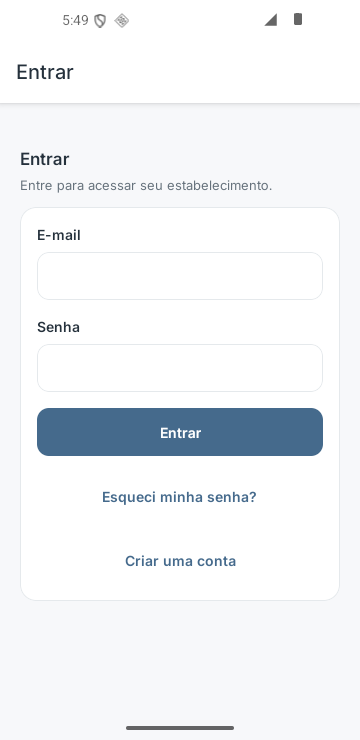 5:49
Entrar
Entrar
Entre para acessar seu estabelecimento.
E-mail
Senha
Entrar
Esqueci minha senha?
Criar uma conta